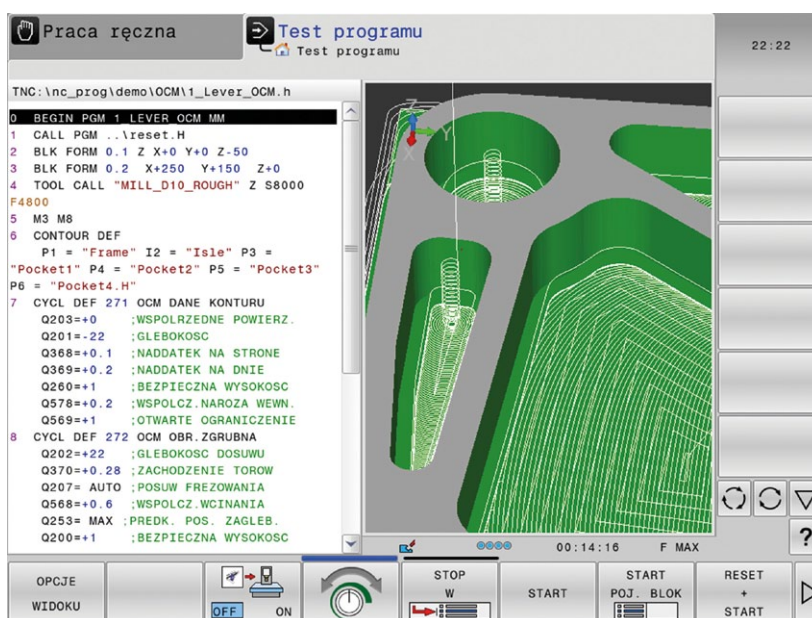 Praca ręczna
Test programu
Test programu
22:22
TNC:\nc_prog\demo\OCM\1_Lever_OCM.h
0 BEGIN PGM 1_LEVER_OCM MM
1 CALL PGM ..\reset.H
2 BLK FORM 0.1 Z X+0 Y+0 Z-50
3 BLK FORM 0.2 X+250 Y+150 Z+0
4 TOOL CALL "MILL_D10_ROUGH" Z S8000
F4800
5 M3 M8
6 CONTOUR DEF
P1 = "Frame" I2 = "Isle" P3 =
"Pocket1" P4 = "Pocket2" P5 = "Pocket3"
P6 = "Pocket4.H"
7 CYCL DEF 271 OCM DANE KONTURU
Q203=+0 ;WSPOLRZEDNE POWIERZ.
Q201=-22 ;GLEBOKOSC
Q368=+0.1 ;NADDATEK NA STRONE
Q369=+0.2 ;NADDATEK NA DNIE
Q260=+1 ;BEZPIECZNA WYSOKOSC
Q578=+0.2 ;WSPOLCZ.NAROZA WEWN.
Q569=+1 ;OTWARTE OGRANICZENIE
8 CYCL DEF 272 OCM OBR.ZGRUBNA
Q202=+22 ;GLEBOKOSC DOSUWU
Q370=+0.28 ;ZACHODZENIE TOROW
Q207= AUTO ;POSUW FREZOWANIA
Q568=+0.6 ;WSPOLCZ.WCINANIA
Q253= MAX ;PREDK. POS. ZAGLEB.
Q200=+1 ;BEZPIECZNA WYSOKOSC
Z
Y
X
00:14:16 F MAX
?
OPCJE
WIDOKU
OFF ON
STOP
W
START
START
POJ. BLOK
RESET
+
START